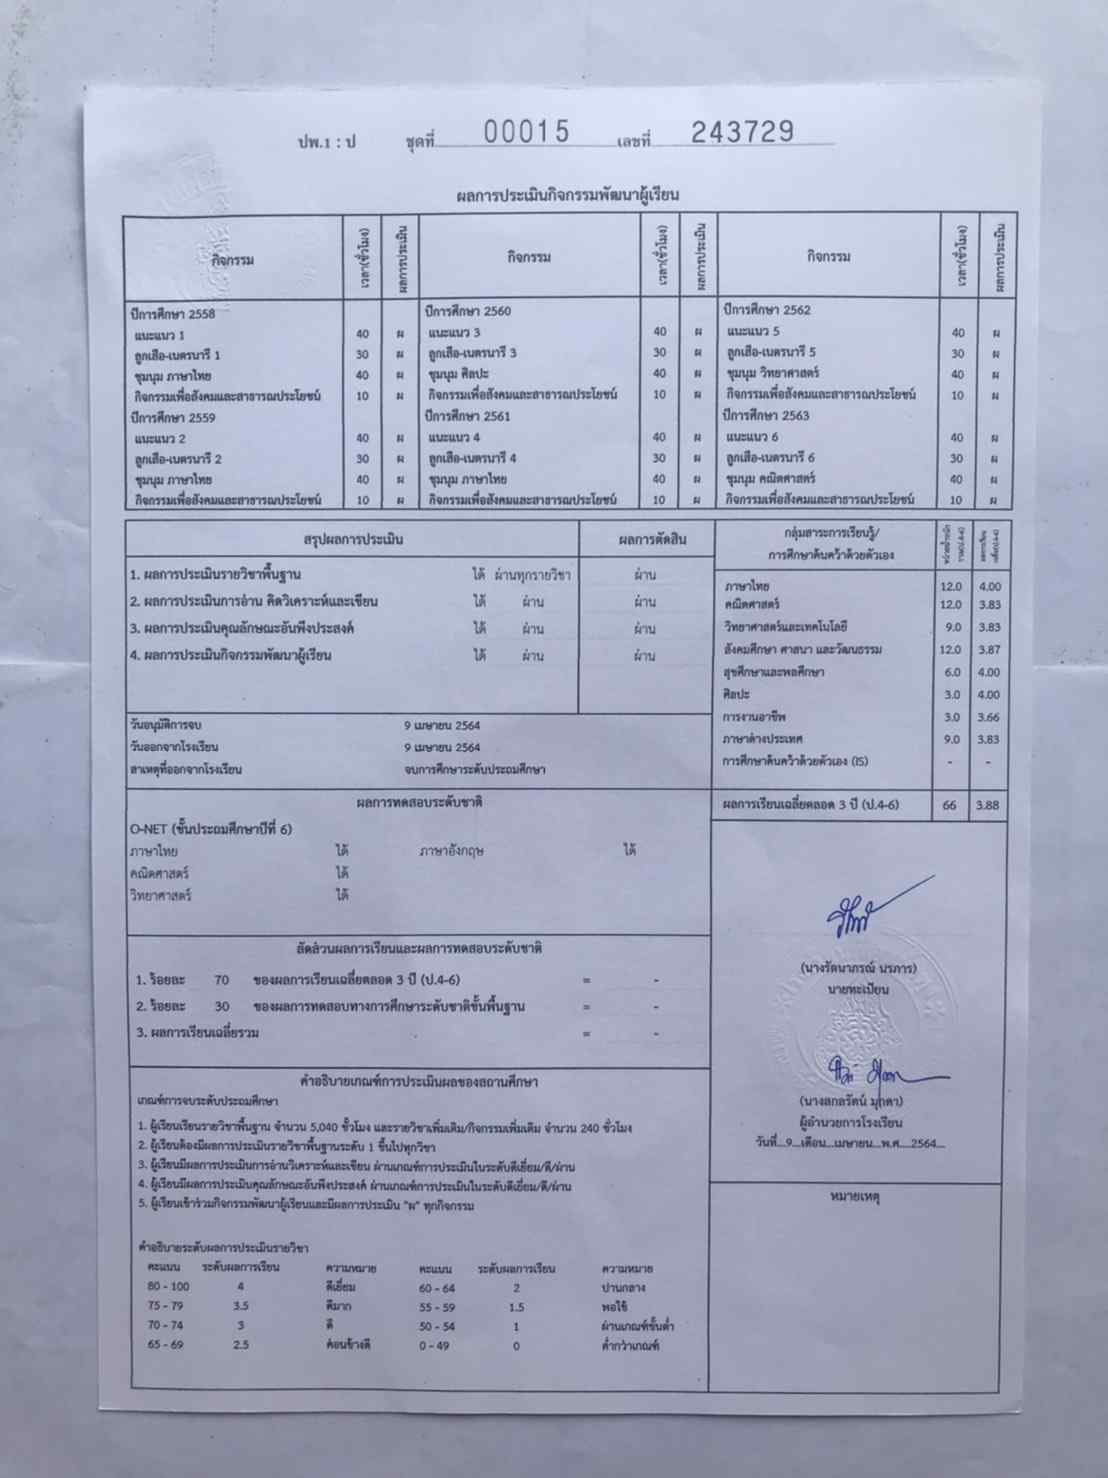 ปพ.1 : ป ชุดที่ 00015 เลขที่ 243729
ผลการประเมินกิจกรรมพัฒนาผู้เรียน
กิจกรรม เวลา(ชั่วโมง) ผลการประเมิน กิจกรรม เวลา(ชั่วโมง) ผลการประเมิน กิจกรรม เวลา(ชั่วโมง) ผลการประเมิน
ปีการศึกษา 2558 ปีการศึกษา 2560 ปีการศึกษา 2562
แนะแนว 1 40 ผ แนะแนว 3 40 ผ แนะแนว 5 40 ผ
ลูกเสือ-เนตรนารี 1 30 ผ ลูกเสือ-เนตรนารี 3 30 ผ ลูกเสือ-เนตรนารี 5 30 ผ
ชุมนุม ภาษาไทย 40 ผ ชุมนุม ศิลปะ 40 ผ ชุมนุม วิทยาศาสตร์ 40 ผ
กิจกรรมเพื่อสังคมและสาธารณประโยชน์ 10 ผ กิจกรรมเพื่อสังคมและสาธารณประโยชน์ 10 ผ กิจกรรมเพื่อสังคมและสาธารณประโยชน์ 10 ผ
ปีการศึกษา 2559 ปีการศึกษา 2561 ปีการศึกษา 2563
แนะแนว 2 40 ผ แนะแนว 4 40 ผ แนะแนว 6 40 ผ
ลูกเสือ-เนตรนารี 2 30 ผ ลูกเสือ-เนตรนารี 4 30 ผ ลูกเสือ-เนตรนารี 6 30 ผ
ชุมนุม ภาษาไทย 40 ผ ชุมนุม ภาษาไทย 40 ผ ชุมนุม คณิตศาสตร์ 40 ผ
กิจกรรมเพื่อสังคมและสาธารณประโยชน์ 10 ผ กิจกรรมเพื่อสังคมและสาธารณประโยชน์ 10 ผ กิจกรรมเพื่อสังคมและสาธารณประโยชน์ 10 ผ
สรุปผลการประเมิน ผลการตัดสิน
1. ผลการประเมินรายวิชาพื้นฐาน ได้ ผ่านทุกรายวิชา ผ่าน
2. ผลการประเมินการอ่าน คิดวิเคราะห์และเขียน ได้ ผ่าน ผ่าน
3. ผลการประเมินคุณลักษณะอันพึงประสงค์ ได้ ผ่าน ผ่าน
4. ผลการประเมินกิจกรรมพัฒนาผู้เรียน ได้ ผ่าน ผ่าน
วันอนุมัติการจบ 9 เมษายน 2564
วันออกจากโรงเรียน 9 เมษายน 2564
สาเหตุที่ออกจากโรงเรียน จบการศึกษาระดับประถมศึกษา
กลุ่มสาระการเรียนรู้/
การศึกษาค้นคว้าด้วยตัวเอง
ภาษาไทย 12.0 4.00
คณิตศาสตร์ 12.0 3.83
วิทยาศาสตร์และเทคโนโลยี 9.0 3.83
สังคมศึกษา ศาสนา และวัฒนธรรม 12.0 3.87
สุขศึกษาและพลศึกษา 6.0 4.00
ศิลปะ 3.0 4.00
การงานอาชีพ 3.0 3.66
ภาษาต่างประเทศ 9.0 3.83
การศึกษาค้นคว้าด้วยตัวเอง (IS) - -
ผลการเรียนเฉลี่ยตลอด 3 ปี (ป.4-6) 66 3.88
ผลการทดสอบระดับชาติ
O-NET (ชั้นประถมศึกษาปีที่ 6)
ภาษาไทย ได้ ภาษาอังกฤษ ได้
คณิตศาสตร์ ได้
วิทยาศาสตร์ ได้
สัดส่วนผลการเรียนและผลการทดสอบระดับชาติ
1. ร้อยละ 70 ของผลการเรียนเฉลี่ยตลอด 3 ปี (ป.4-6) = -
2. ร้อยละ 30 ของผลการทดสอบทางการศึกษาระดับชาติขั้นพื้นฐาน = -
3. ผลการเรียนเฉลี่ยรวม = -
(นางรัตนาภรณ์ นรภาร)
นายทะเบียน
(นางสกลรัตน์ มุกดา)
ผู้อำนวยการโรงเรียน
วันที่...9...เดือน...เมษายน...พ.ศ....2564...
หมายเหตุ
คำอธิบายเกณฑ์การประเมินผลของสถานศึกษา
เกณฑ์การจบระดับประถมศึกษา
1. ผู้เรียนเรียนรายวิชาพื้นฐาน จำนวน 5,040 ชั่วโมง และรายวิชาเพิ่มเติม/กิจกรรมเพิ่มเติม จำนวน 240 ชั่วโมง
2. ผู้เรียนต้องมีผลการประเมินรายวิชาพื้นฐานระดับ 1 ขึ้นไปทุกวิชา
3. ผู้เรียนมีผลการประเมินการอ่านวิเคราะห์และเขียน ผ่านเกณฑ์การประเมินในระดับดีเยี่ยม/ดี/ผ่าน
4. ผู้เรียนมีผลการประเมินคุณลักษณะอันพึงประสงค์ ผ่านเกณฑ์การประเมินในระดับดีเยี่ยม/ดี/ผ่าน
5. ผู้เรียนเข้าร่วมกิจกรรมพัฒนาผู้เรียนและมีผลการประเมิน "ผ" ทุกกิจกรรม
คำอธิบายระดับผลการประเมินรายวิชา
คะแนน ระดับผลการเรียน ความหมาย คะแนน ระดับผลการเรียน ความหมาย
80 - 100 4 ดีเยี่ยม 60 - 64 2 ปานกลาง
75 - 79 3.5 ดีมาก 55 - 59 1.5 พอใช้
70 - 74 3 ดี 50 - 54 1 ผ่านเกณฑ์ขั้นต่ำ
65 - 69 2.5 ค่อนข้างดี 0 - 49 0 ต่ำกว่าเกณฑ์